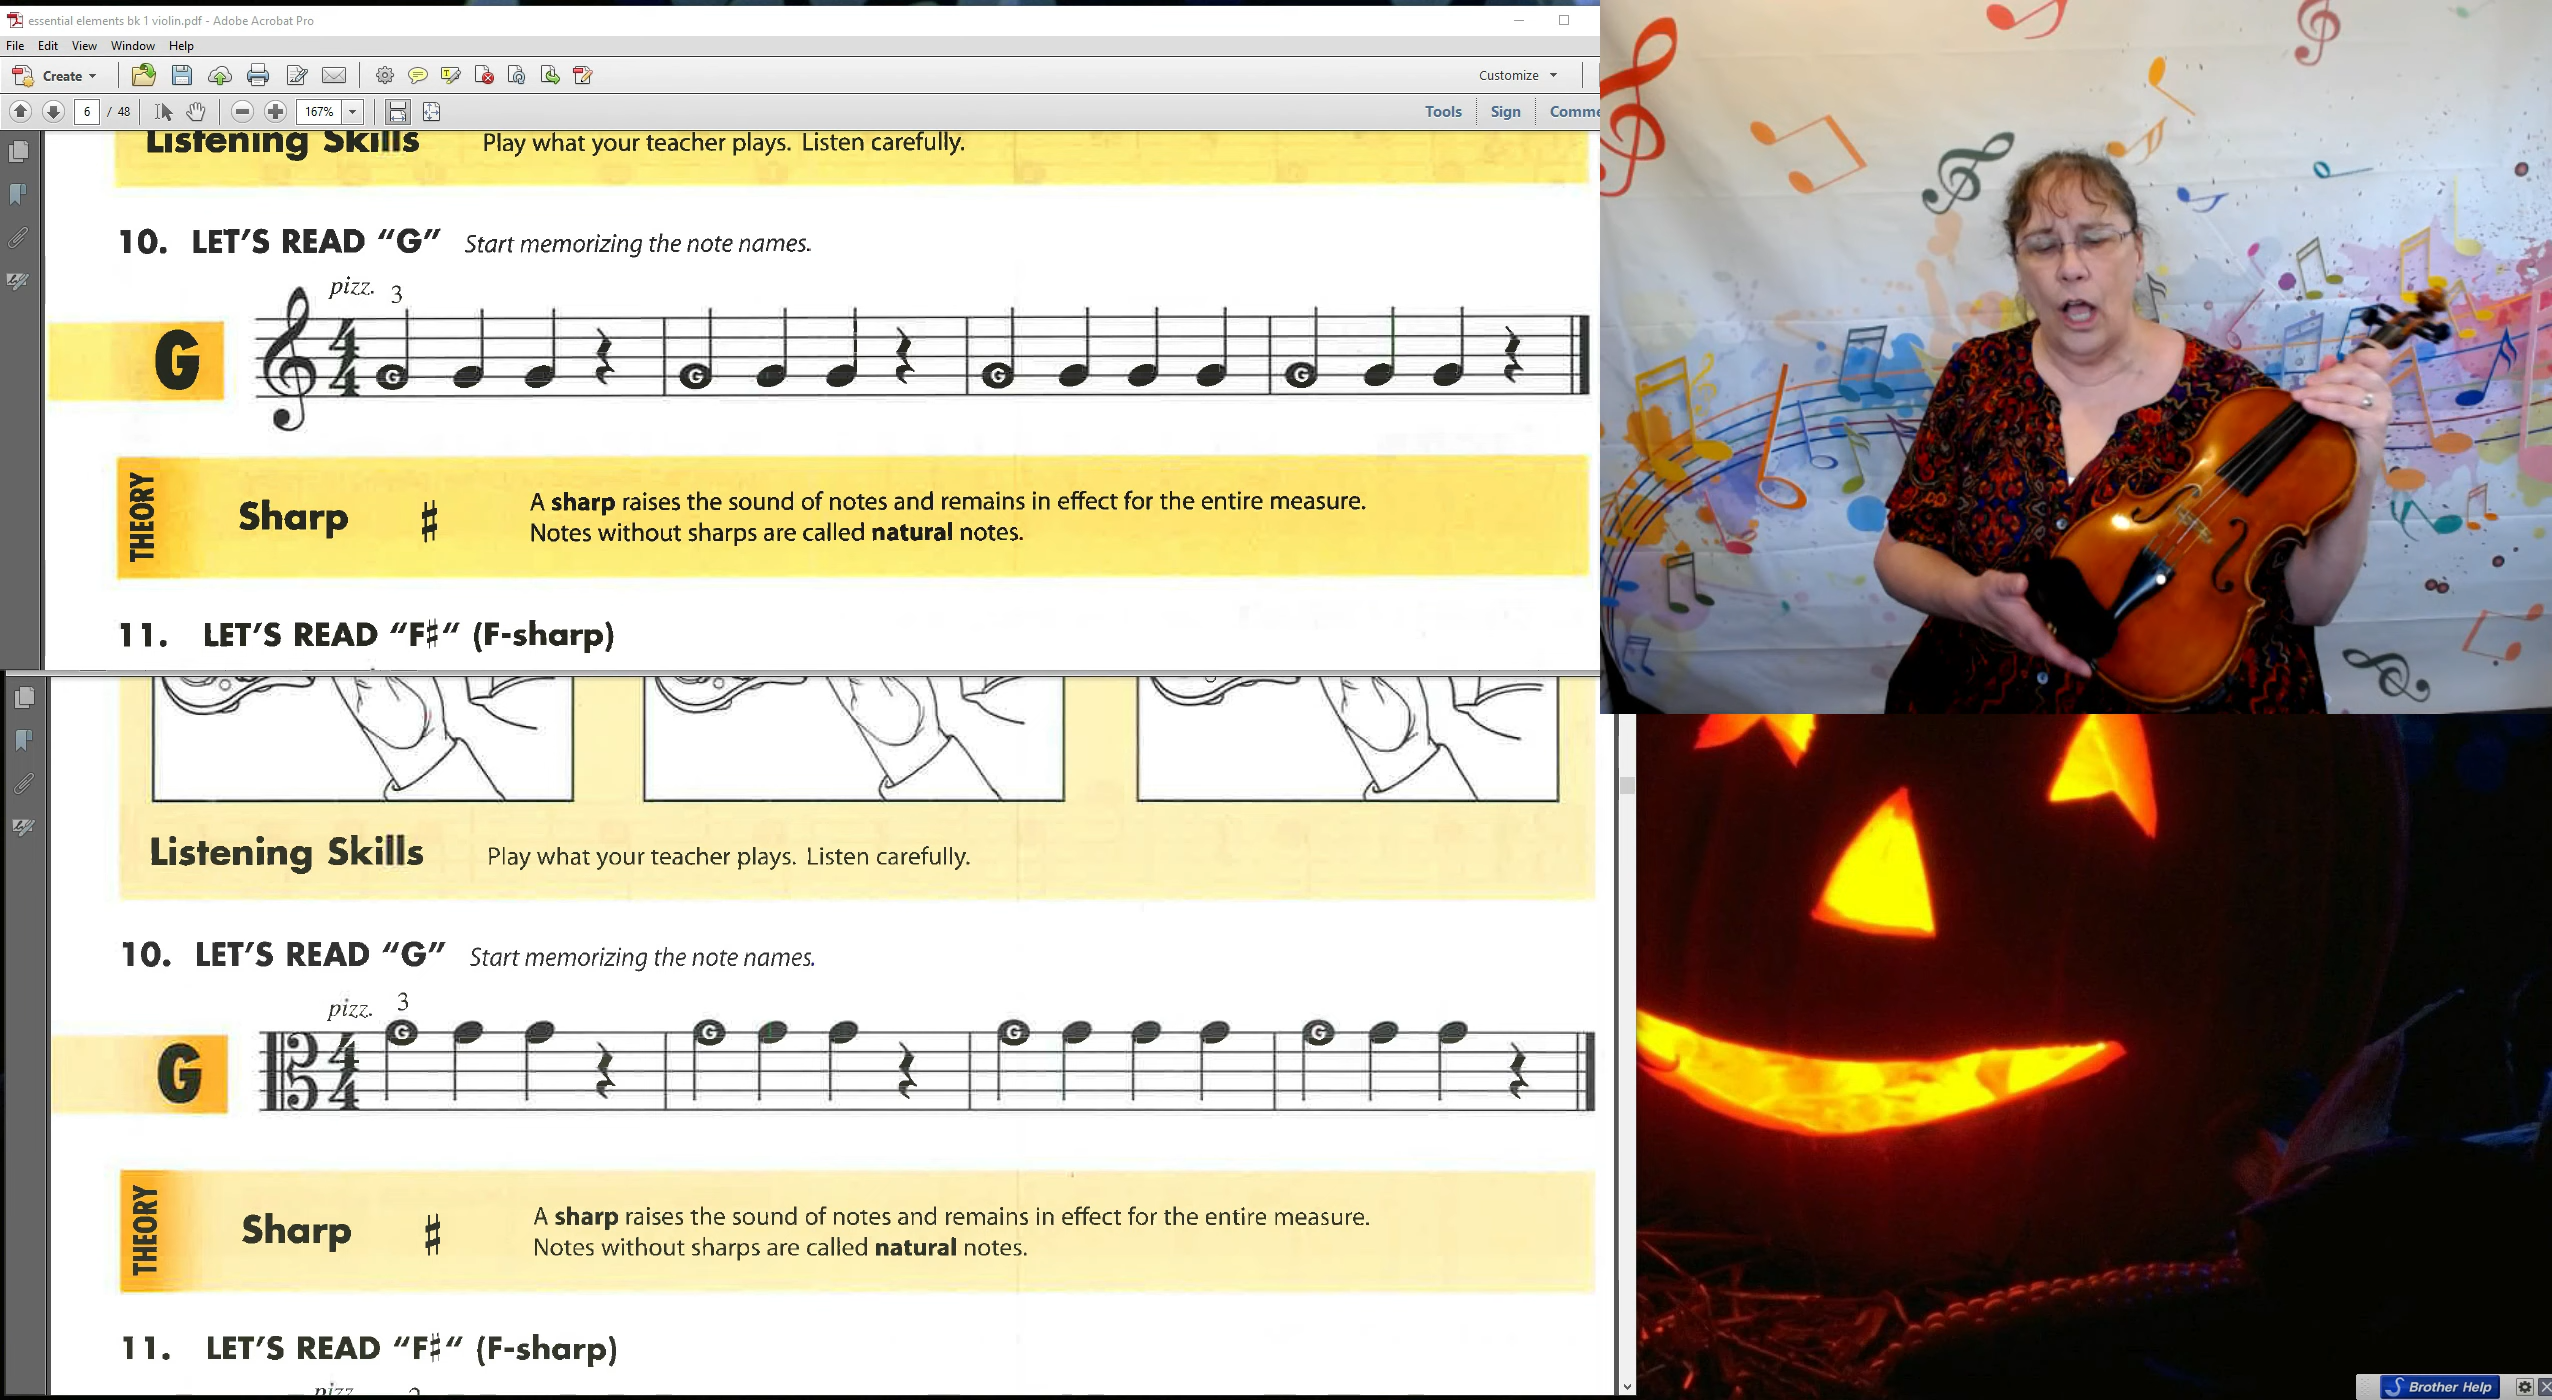 essential elements bk 1 violin.pdf - Adobe Acrobat Pro
File Edit View Window Help
Create
Customize
6 / 48
167%
Tools Sign
Listening Skills Play what your teacher plays. Listen carefully.
10. LET'S READ "G" Start memorizing the note names.
pizz. 3
G
G G G G
THEORY
Sharp ♯
A sharp raises the sound of notes and remains in effect for the entire measure.
Notes without sharps are called natural notes.
11. LET'S READ "F♯" (F-sharp)
Listening Skills Play what your teacher plays. Listen carefully.
10. LET'S READ "G" Start memorizing the note names.
pizz. 3
G
G G G G
THEORY
Sharp ♯
A sharp raises the sound of notes and remains in effect for the entire measure.
Notes without sharps are called natural notes.
11. LET'S READ "F♯" (F-sharp)
Brother Help